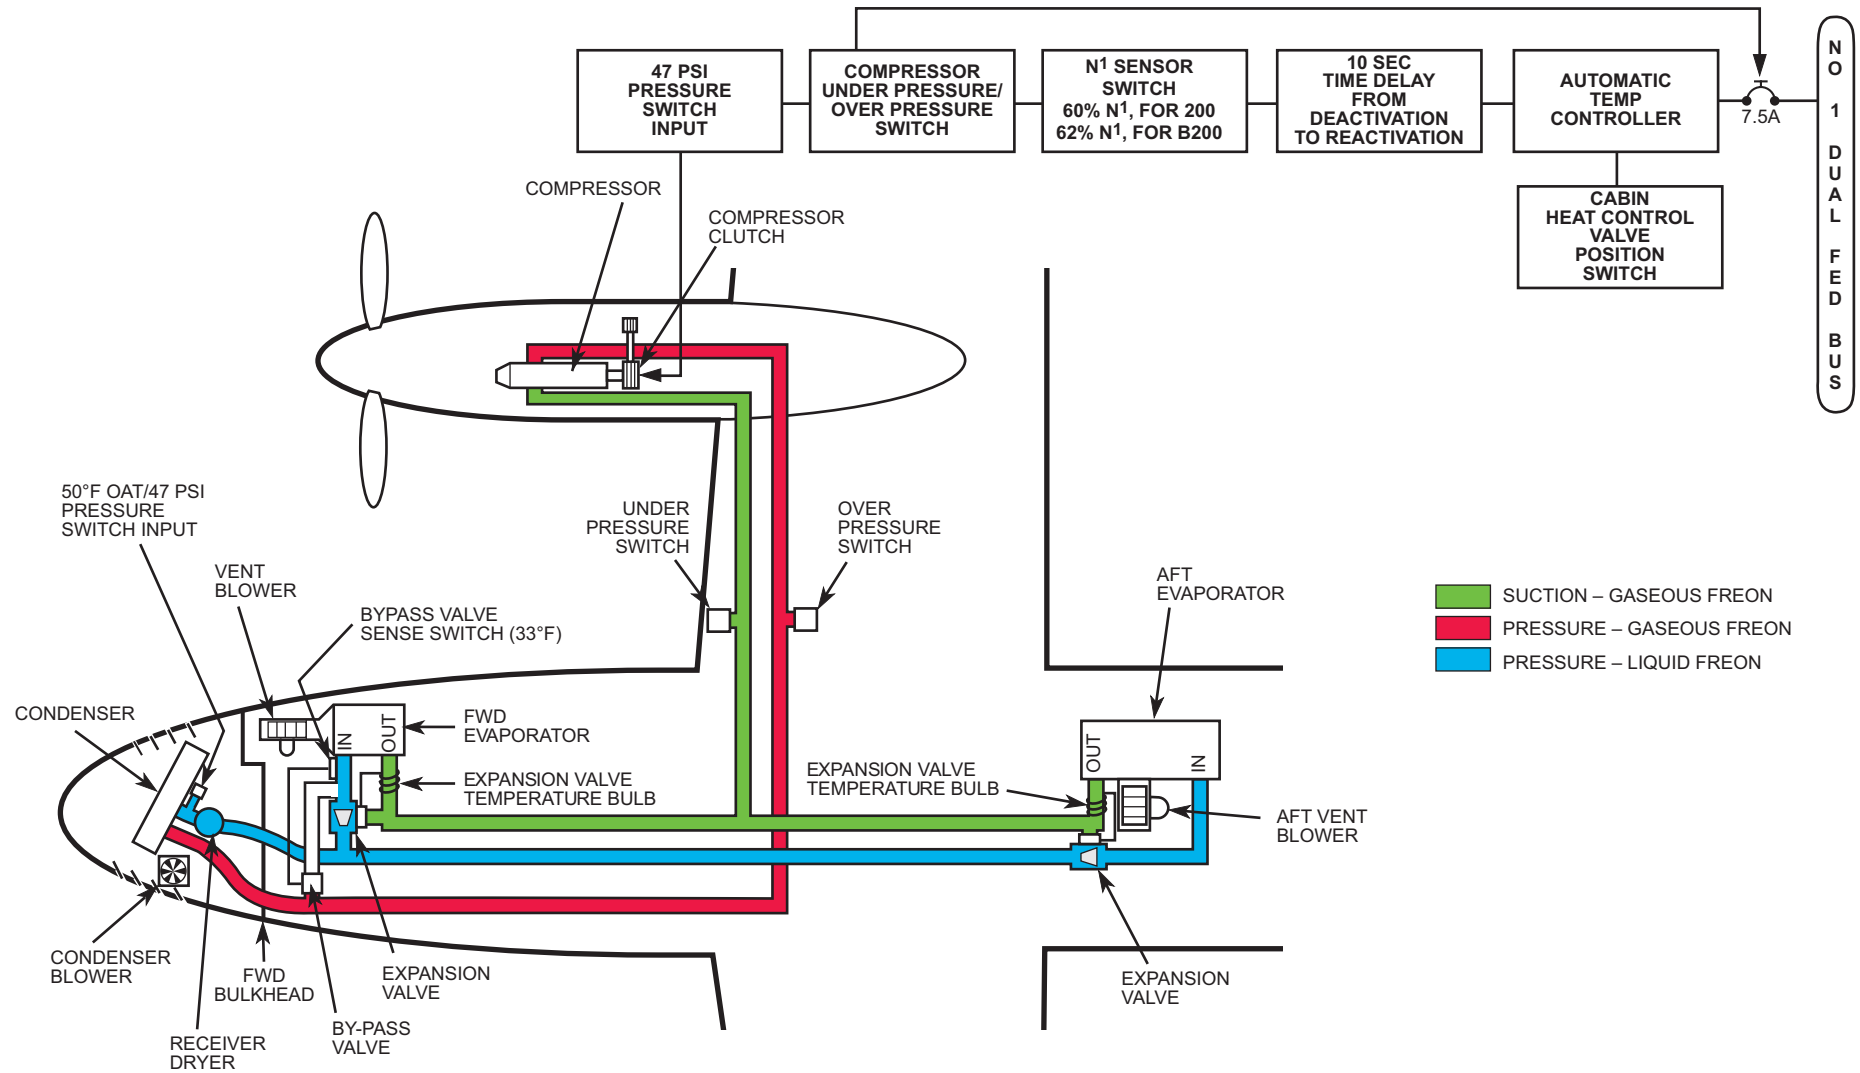 47 PSI
PRESSURE
SWITCH
INPUT
COMPRESSOR
UNDER PRESSURE/
OVER PRESSURE
SWITCH
N1 SENSOR
SWITCH
60% N1, FOR 200
62% N1, FOR B200
10 SEC
TIME DELAY
FROM
DEACTIVATION
TO REACTIVATION
AUTOMATIC
TEMP
CONTROLLER
7.5A
NO 1 DUAL FED BUS
CABIN
HEAT CONTROL
VALVE
POSITION
SWITCH
COMPRESSOR
COMPRESSOR
CLUTCH
50°F OAT/47 PSI
PRESSURE
SWITCH INPUT
VENT
BLOWER
BYPASS VALVE
SENSE SWITCH (33°F)
UNDER
PRESSURE
SWITCH
OVER
PRESSURE
SWITCH
AFT
EVAPORATOR
SUCTION – GASEOUS FREON
PRESSURE – GASEOUS FREON
PRESSURE – LIQUID FREON
CONDENSER
IN
OUT
FWD
EVAPORATOR
EXPANSION VALVE
TEMPERATURE BULB
EXPANSION VALVE
TEMPERATURE BULB
OUT
IN
AFT VENT
BLOWER
CONDENSER
BLOWER
FWD
BULKHEAD
EXPANSION
VALVE
EXPANSION
VALVE
RECEIVER
DRYER
BY-PASS
VALVE